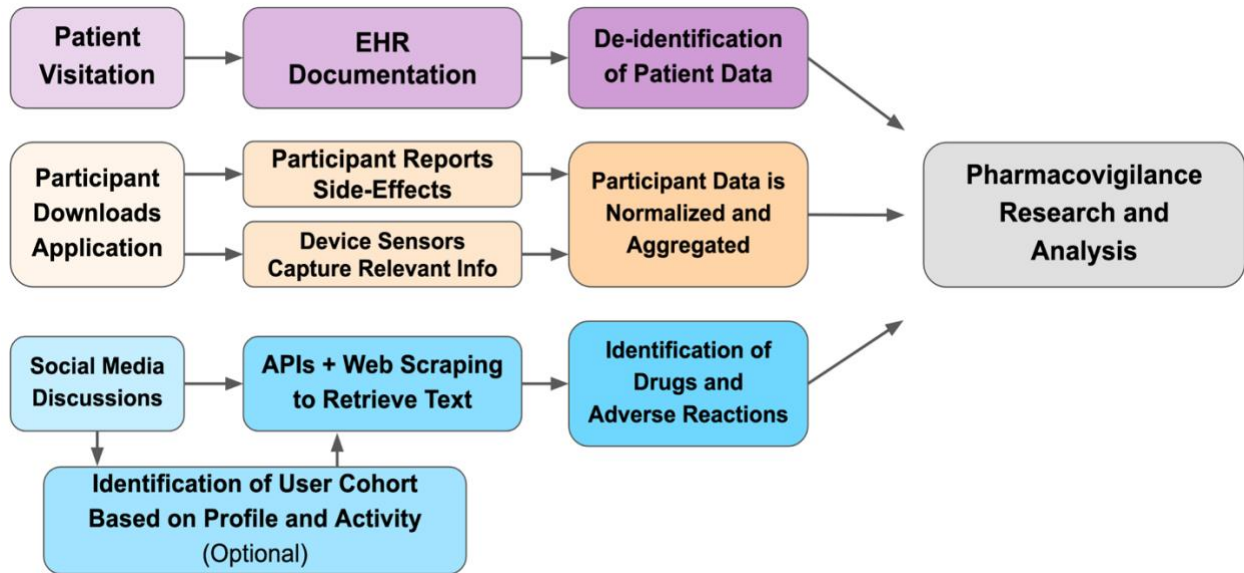 Patient
Visitation
EHR
Documentation
De-identification
of Patient Data
Participant
Downloads
Application
Participant Reports
Side-Effects
Device Sensors
Capture Relevant Info
Participant Data is
Normalized and
Aggregated
Pharmacovigilance
Research and
Analysis
Social Media
Discussions
APIs + Web Scraping
to Retrieve Text
Identification of
Drugs and
Adverse Reactions
Identification of User Cohort
Based on Profile and Activity
(Optional)